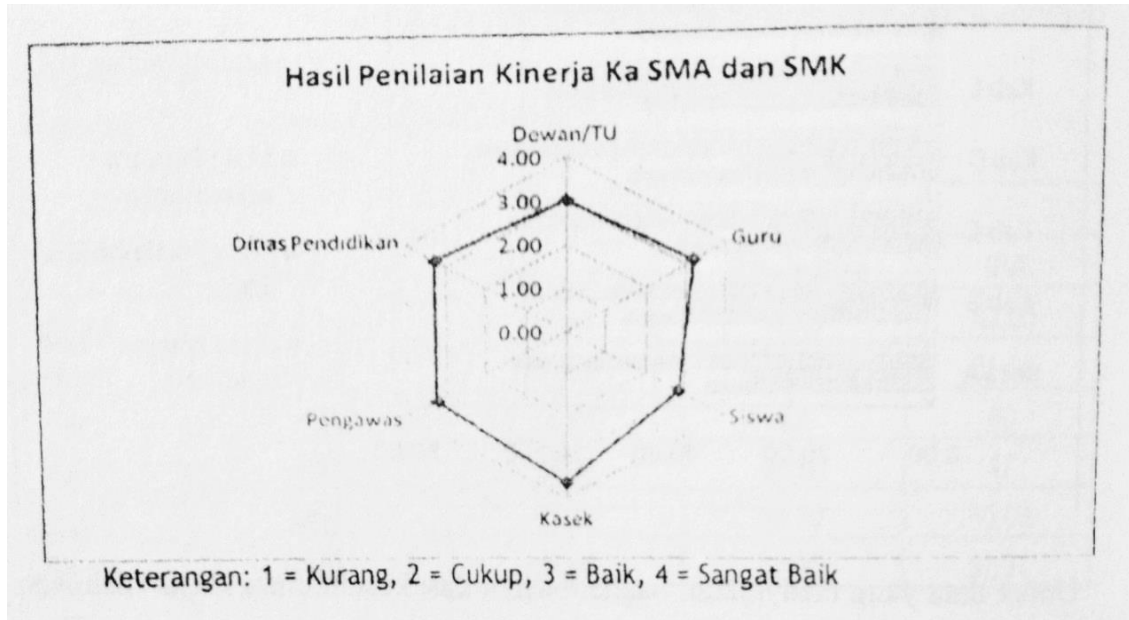 Hasil Penilaian Kinerja Ka SMA dan SMK
Dewan/TU
4.00
3.00
Guru
Dinas Pendidikan
2.00
1.00
0.00
Pengawas
Siswa
Kasek
Keterangan: 1 = Kurang, 2 = Cukup, 3 = Baik, 4 = Sangat Baik